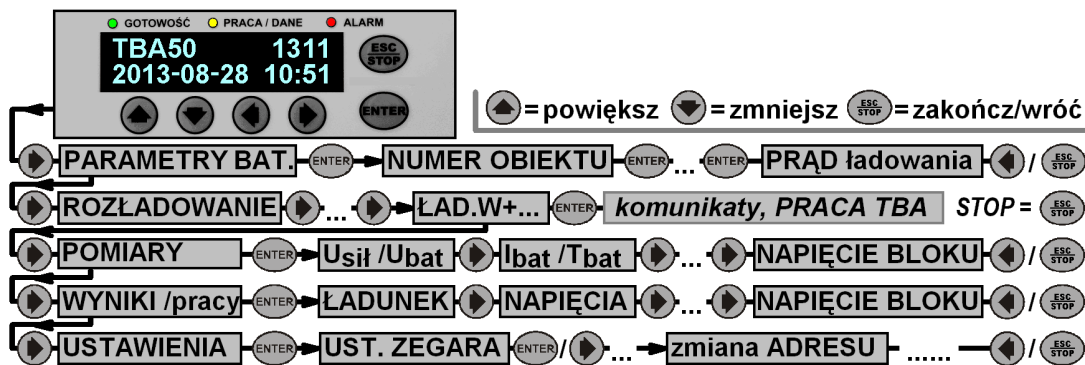 GOTOWOŚĆ PRACA / DANE ALARM
TBA50 1311
2013-08-28 10:51
ESC STOP
ENTER
=powiększ =zmniejsz ESC STOP =zakończ/wróć
PARAMETRY BAT. ENTER NUMER OBIEKTU ENTER ... ENTER PRĄD ładowania / ESC STOP
ROZŁADOWANIE ... ŁAD.W+... ENTER komunikaty, PRACA TBA STOP = ESC STOP
POMIARY ENTER Usił /Ubat Ibat /Tbat ... NAPIĘCIE BLOKU / ESC STOP
WYNIKI /pracy ENTER ŁADUNEK NAPIĘCIA ... NAPIĘCIE BLOKU / ESC STOP
USTAWIENIA ENTER UST. ZEGARA ENTER / ... zmiana ADRESU ...... / ESC STOP